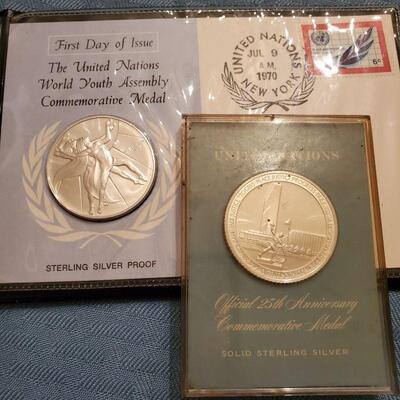 First Day of Issue
The United Nations
World Youth Assembly
Commemorative Medal
STERLING SILVER PROOF
UNITED NATIONS
JUL 9
A.M.
1970
NEW YORK
6c
UNITED NATIONS
Official 25th Anniversary
Commemorative Medal
SOLID STERLING SILVER